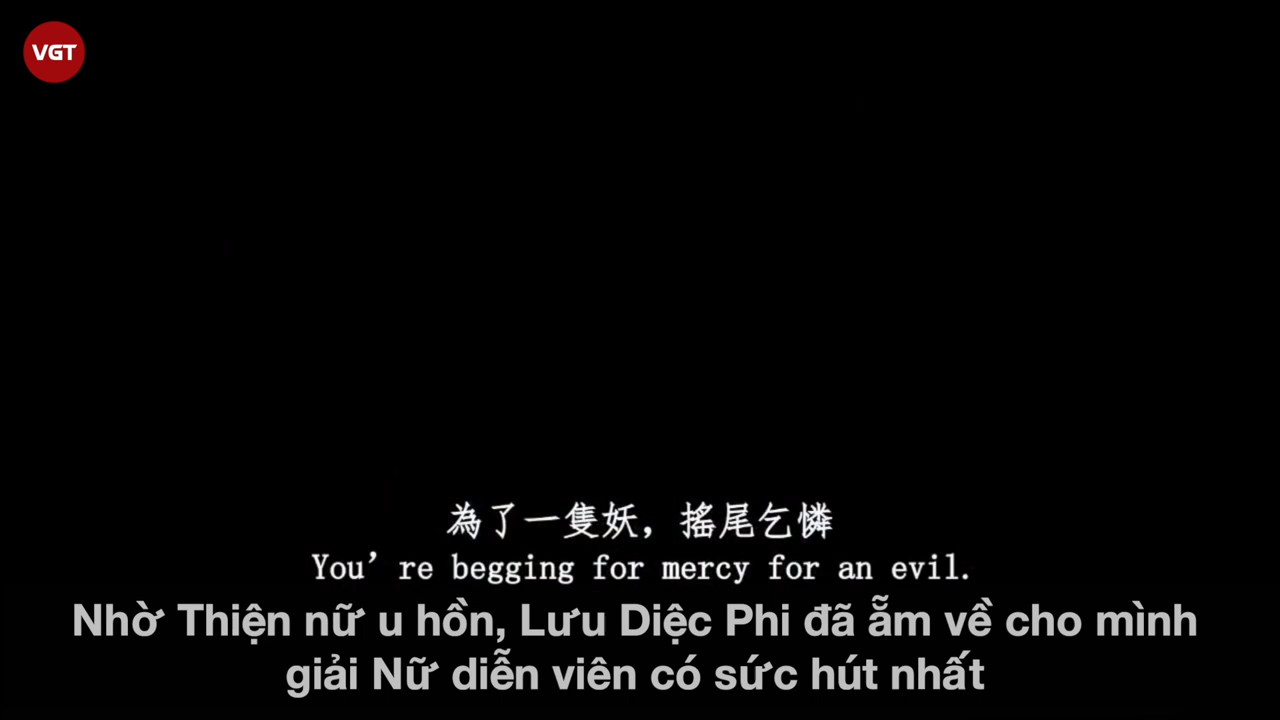 VGT
為了一隻妖，搖尾乞憐
You're begging for mercy for an evil.
Nhờ Thiện nữ u hồn, Lưu Diệc Phi đã ẵm về cho mình
giải Nữ diễn viên có sức hút nhất